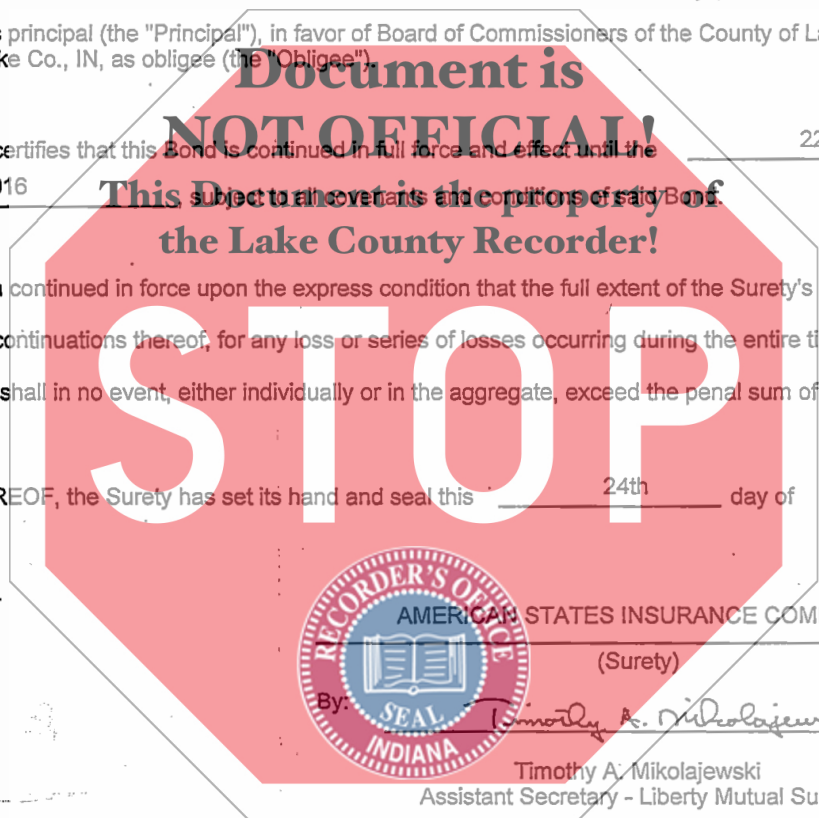 principal (the "Principal"), in favor of Board of Commissioners of the County of
Co., IN, as obligee (the "Obligee").
Document is
NOT OFFICIAL!
certifies that this Bond is continued in full force and effect until the 22
16, subject to all covenants and conditions of said Bond.
This Document is the property of
the Lake County Recorder!
continued in force upon the express condition that the full extent of the Surety's
continuations thereof, for any loss or series of losses occurring during the entire
shall in no event, either individually or in the aggregate, exceed the penal sum of
STOP
REOF, the Surety has set its hand and seal this 24th day of
RECORDER'S OFFICE
SEAL
INDIANA
AMERICAN STATES INSURANCE COM
(Surety)
By: Timothy A. Mikolajew
Timothy A. Mikolajewski
Assistant Secretary - Liberty Mutual Su